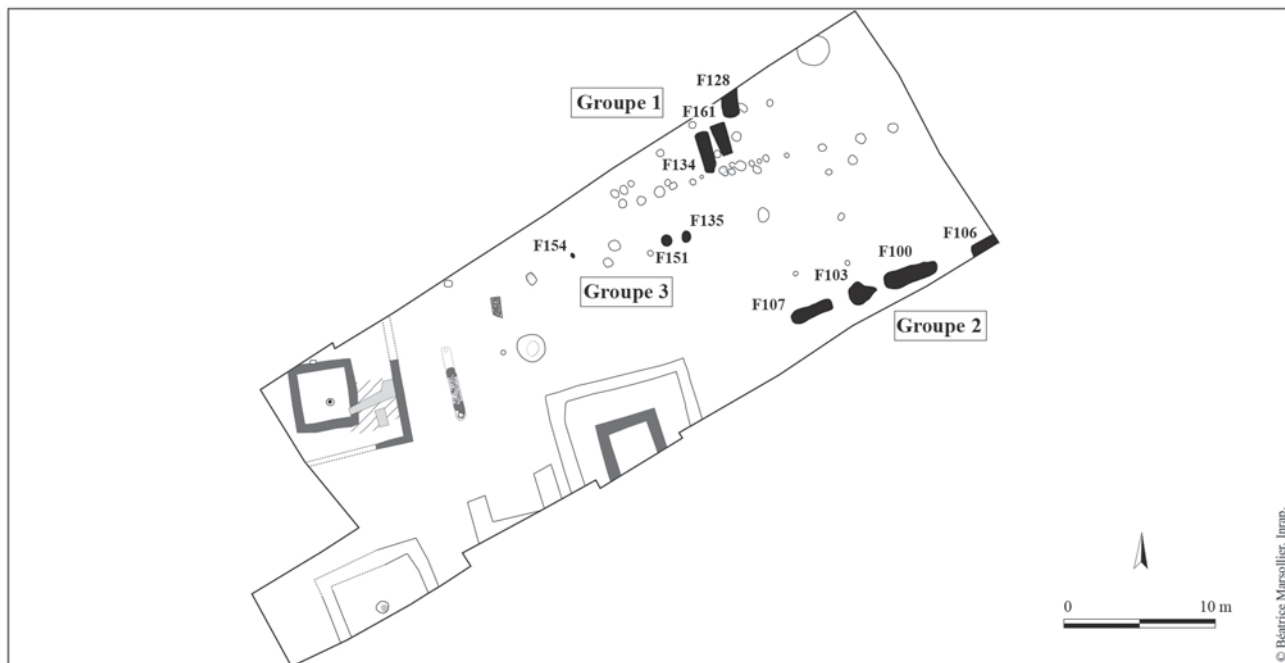 F128
Groupe 1
F161
F134
F135
F154
F151
F106
F100
Groupe 3
F103
F107
Groupe 2
0 10 m
© Béatrice Marsollier, Inrap.